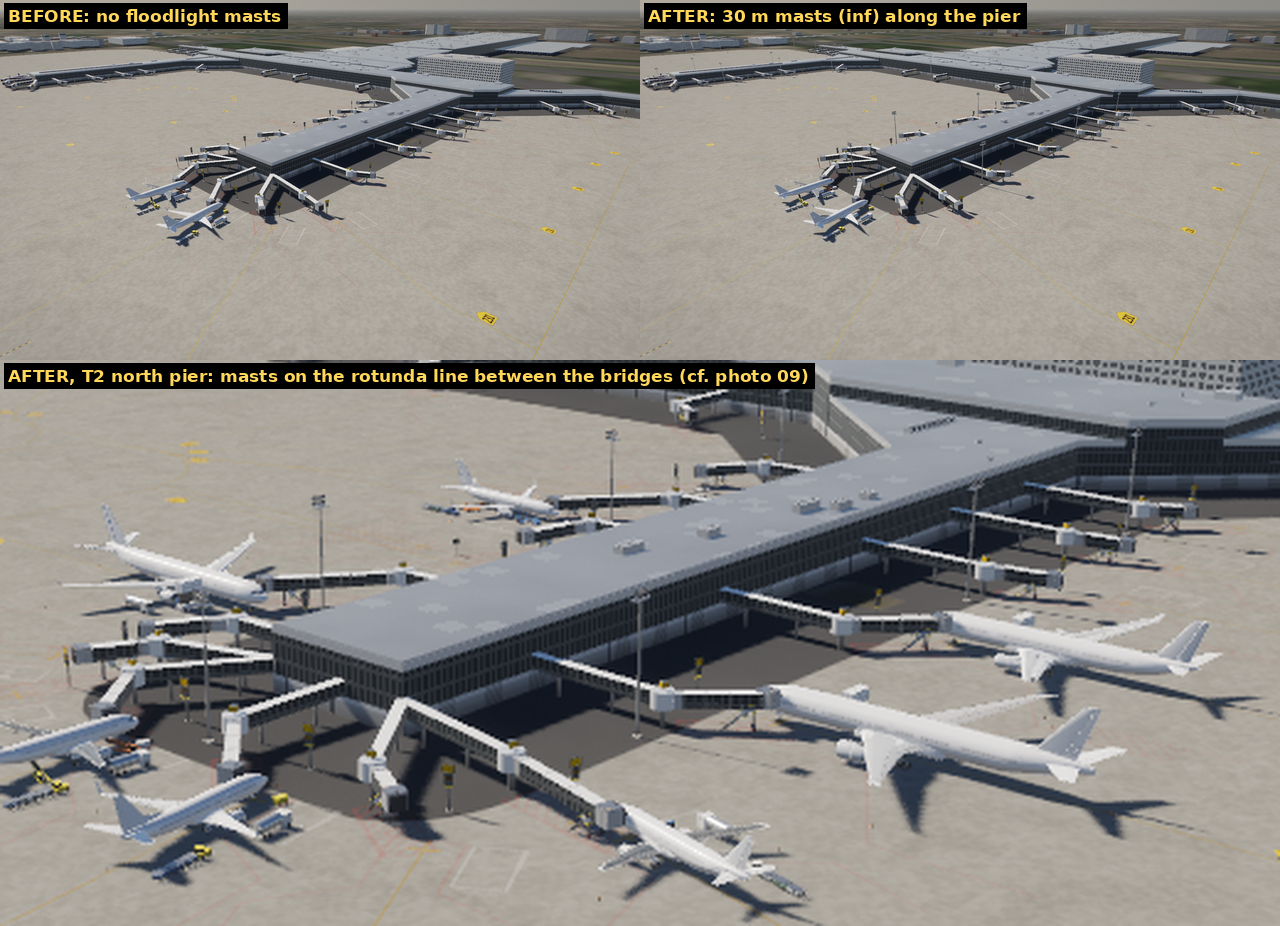 BEFORE: no floodlight masts
AFTER: 30 m masts (inf) along the pier
AFTER, T2 north pier: masts on the rotunda line between the bridges (cf. photo 09)